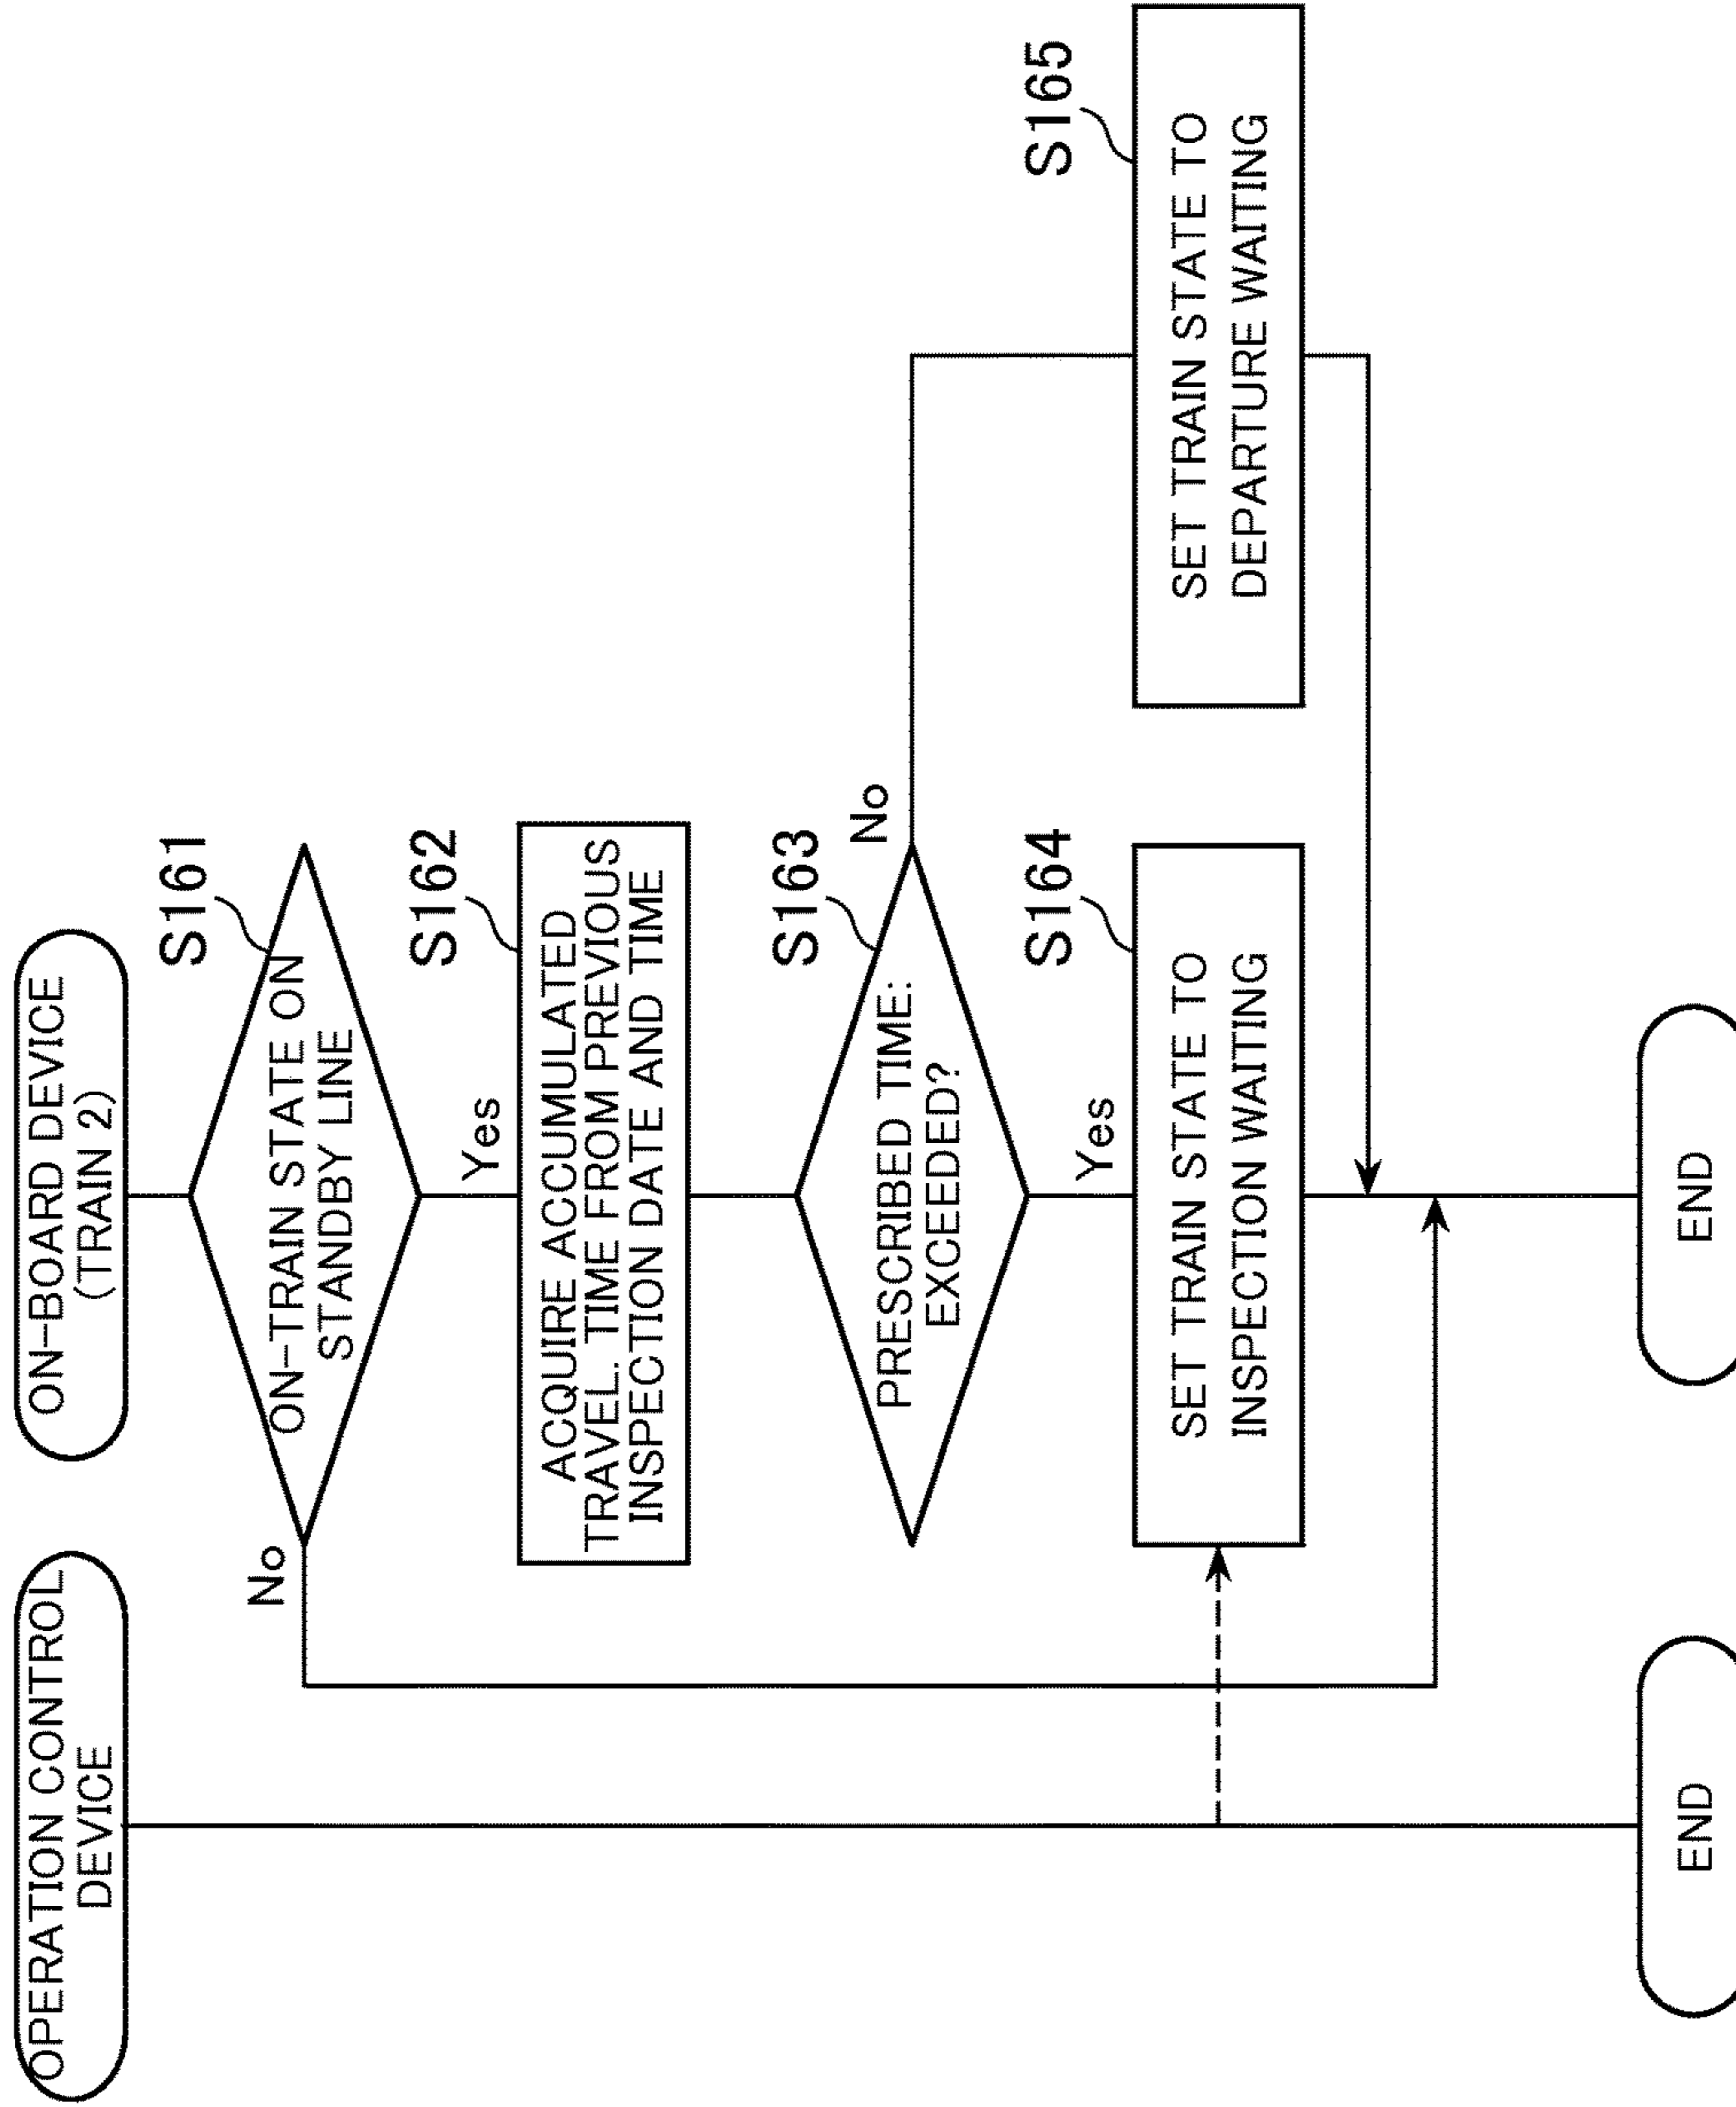 OPERATION CONTROL
DEVICE
ON-BOARD DEVICE
(TRAIN 2)
S161
ON-TRAIN STATE ON
STANDBY LINE
No
Yes
S162
ACQUIRE ACCUMULATED
TRAVEL. TIME FROM PREVIOUS
INSPECTION DATE AND TIME
S163
PRESCRIBED TIME:
EXCEEDED?
No
Yes
S164
SET TRAIN STATE TO
INSPECTION WAITING
S165
SET TRAIN STATE TO
DEPARTURE WAITING
END
END